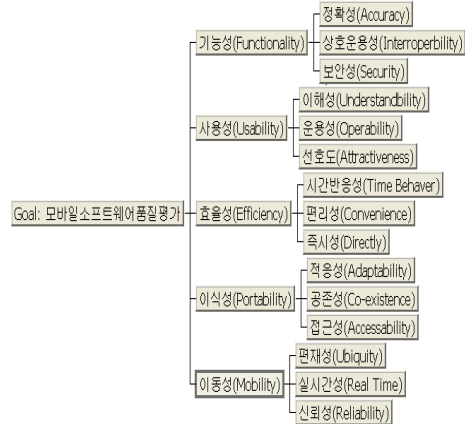 Goal: 모바일소프트웨어품질평가
기능성(Functionality)
정확성(Accuracy)
상호운용성(Interroperbility)
보안성(Security)
사용성(Usability)
이해성(Understandbility)
운용성(Operability)
선호도(Attractiveness)
효율성(Efficiency)
시간반응성(Time Behaver)
편리성(Convenience)
즉시성(Directly)
이식성(Portability)
적응성(Adaptability)
공존성(Co-existence)
접근성(Accessability)
이동성(Mobility)
편재성(Ubiquity)
실시간성(Real Time)
신뢰성(Reliability)